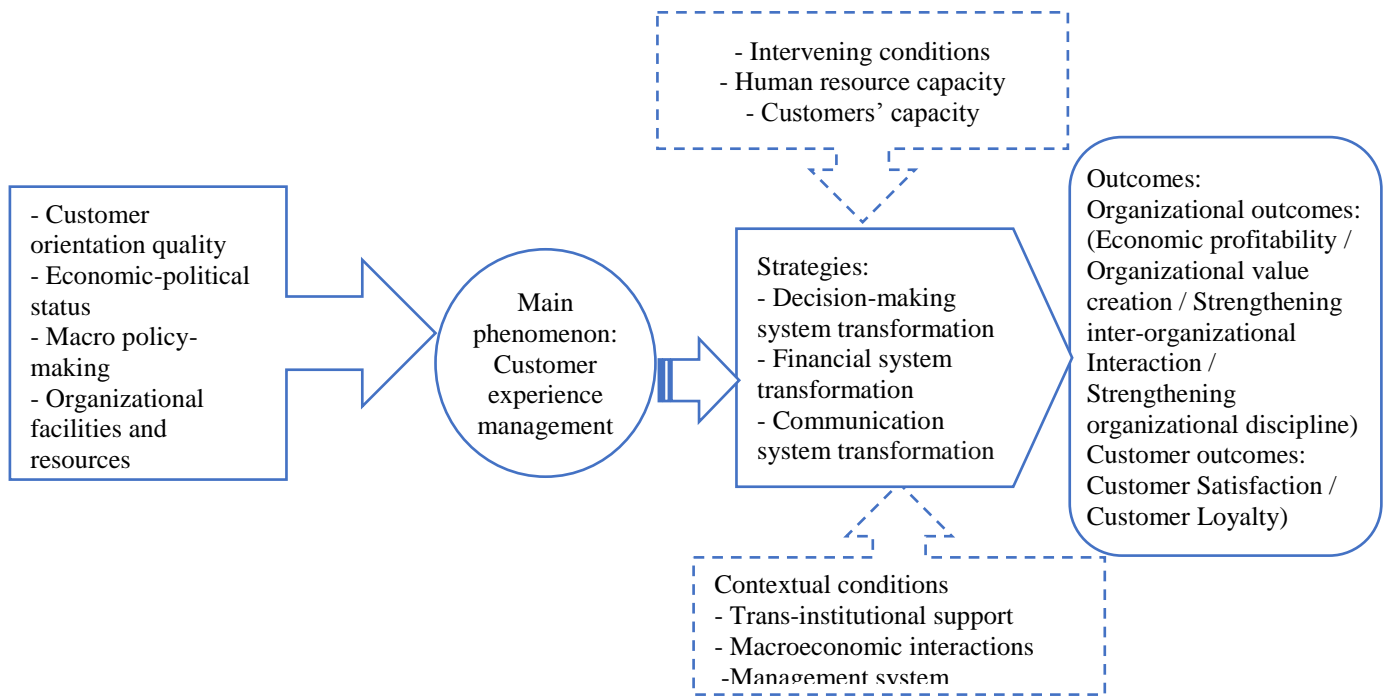 - Intervening conditions
- Human resource capacity
- Customers’ capacity
- Customer
orientation quality
- Economic-political
status
- Macro policy-
making
- Organizational
facilities and
resources
Main
phenomenon:
Customer
experience
management
Strategies:
- Decision-making
system transformation
- Financial system
transformation
- Communication
system transformation
Outcomes:
Organizational outcomes:
(Economic profitability /
Organizational value
creation / Strengthening
inter-organizational
Interaction /
Strengthening
organizational discipline)
Customer outcomes:
Customer Satisfaction /
Customer Loyalty)
Contextual conditions
- Trans-institutional support
- Macroeconomic interactions
-Management system